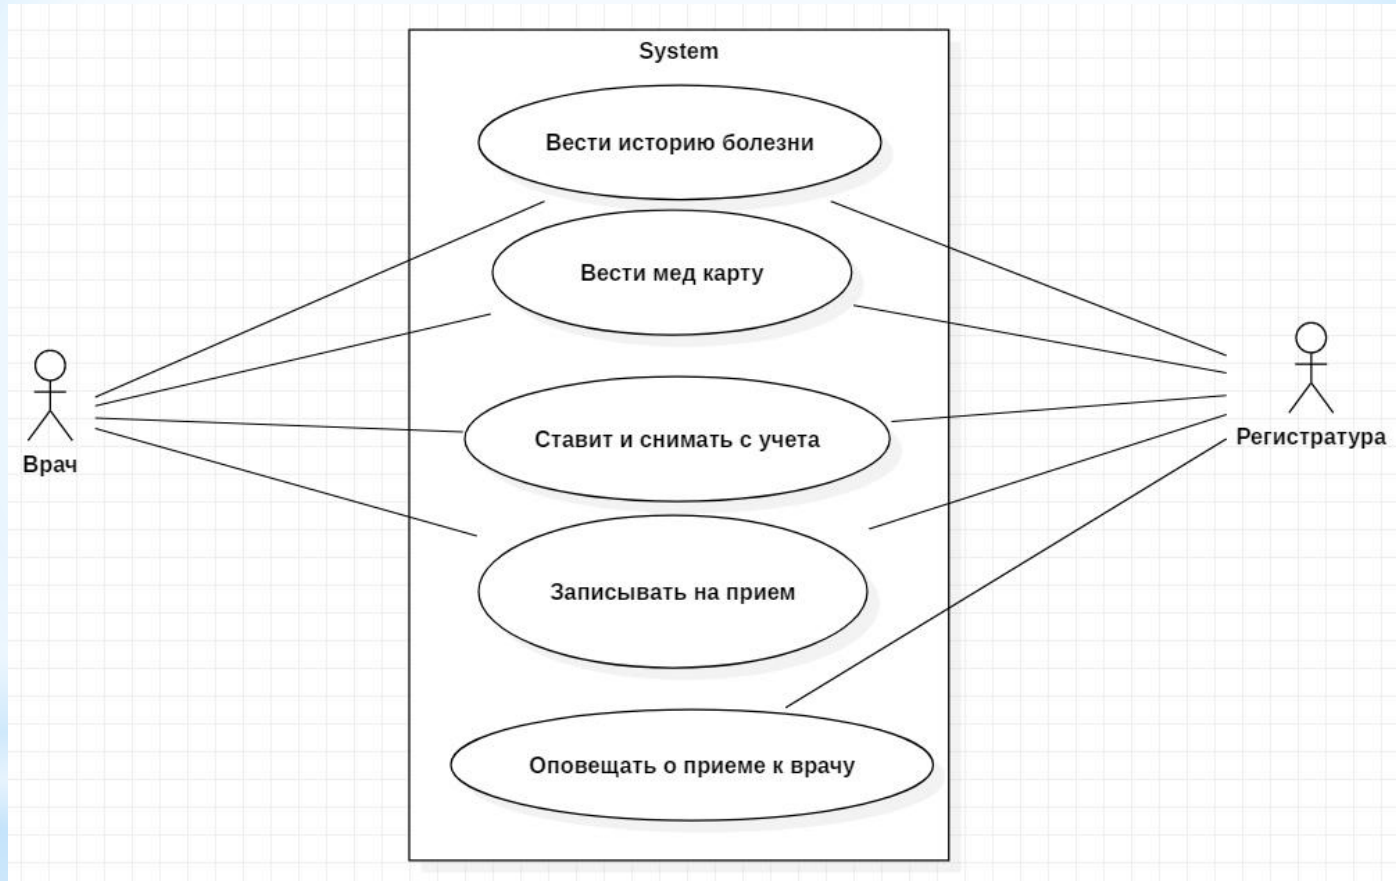 System
Вести историю болезни
Вести мед карту
Ставит и снимать с учета
Записывать на прием
Оповещать о приеме к врачу
Врач
Регистратура